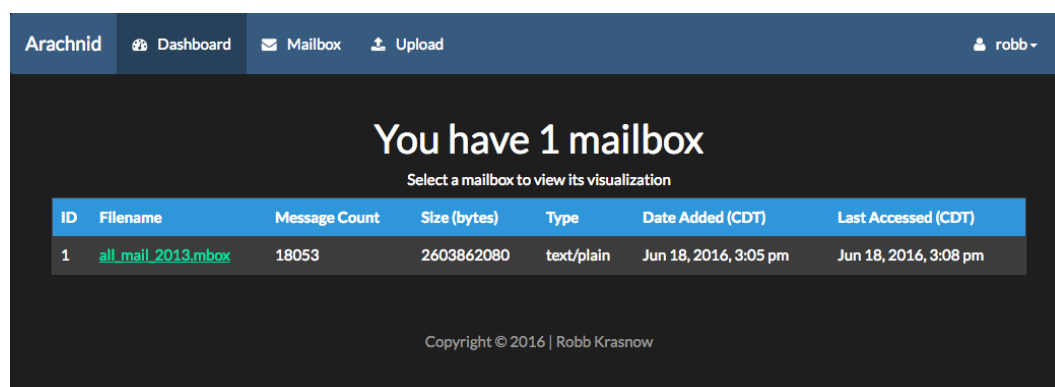 Arachnid Dashboard Mailbox Upload robb
You have 1 mailbox
Select a mailbox to view its visualization
ID Filename Message Count Size (bytes) Type Date Added (CDT) Last Accessed (CDT)
1 all_mail_2013.mbox 18053 2603862080 text/plain Jun 18, 2016, 3:05 pm Jun 18, 2016, 3:08 pm
Copyright © 2016 | Robb Krasnow